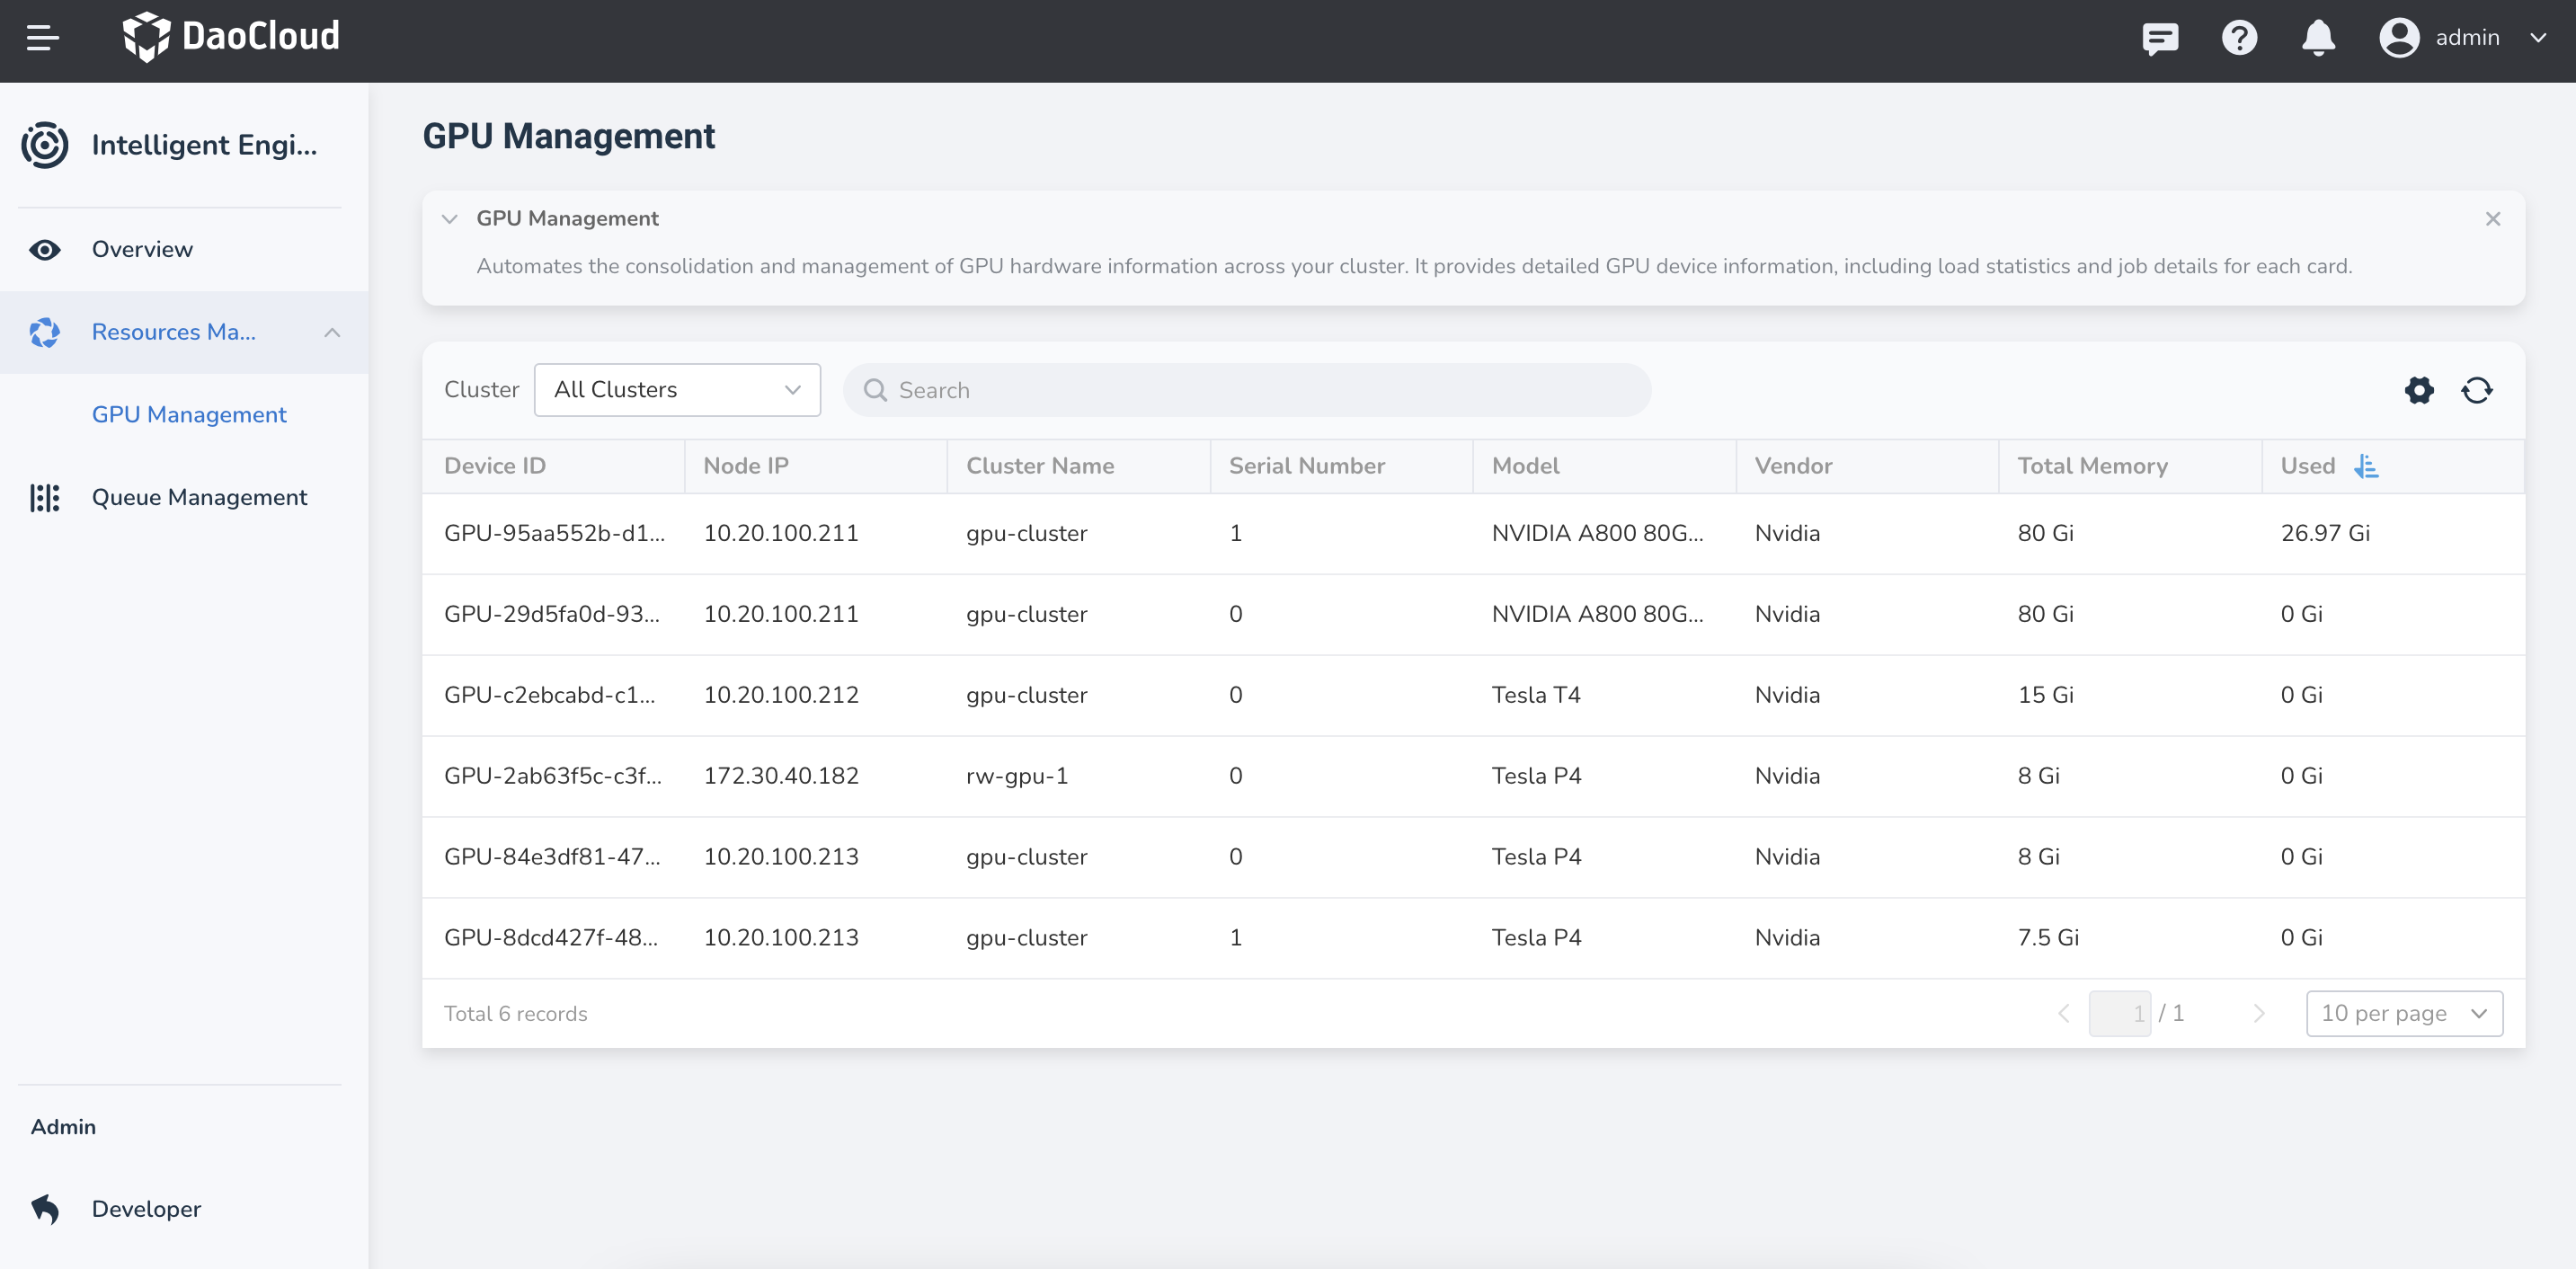 DaoCloud
admin
Intelligent Engi...
Overview
Resources Ma...
GPU Management
Queue Management
Admin
Developer
GPU Management
GPU Management
Automates the consolidation and management of GPU hardware information across your cluster. It provides detailed GPU device information, including load statistics and job details for each card.
Cluster All Clusters Search
Device ID Node IP Cluster Name Serial Number Model Vendor Total Memory Used
GPU-95aa552b-d1... 10.20.100.211 gpu-cluster 1 NVIDIA A800 80G... Nvidia 80 Gi 26.97 Gi
GPU-29d5fa0d-93... 10.20.100.211 gpu-cluster 0 NVIDIA A800 80G... Nvidia 80 Gi 0 Gi
GPU-c2ebcabd-c1... 10.20.100.212 gpu-cluster 0 Tesla T4 Nvidia 15 Gi 0 Gi
GPU-2ab63f5c-c3f... 172.30.40.182 rw-gpu-1 0 Tesla P4 Nvidia 8 Gi 0 Gi
GPU-84e3df81-47... 10.20.100.213 gpu-cluster 0 Tesla P4 Nvidia 8 Gi 0 Gi
GPU-8dcd427f-48... 10.20.100.213 gpu-cluster 1 Tesla P4 Nvidia 7.5 Gi 0 Gi
Total 6 records 1 / 1 10 per page